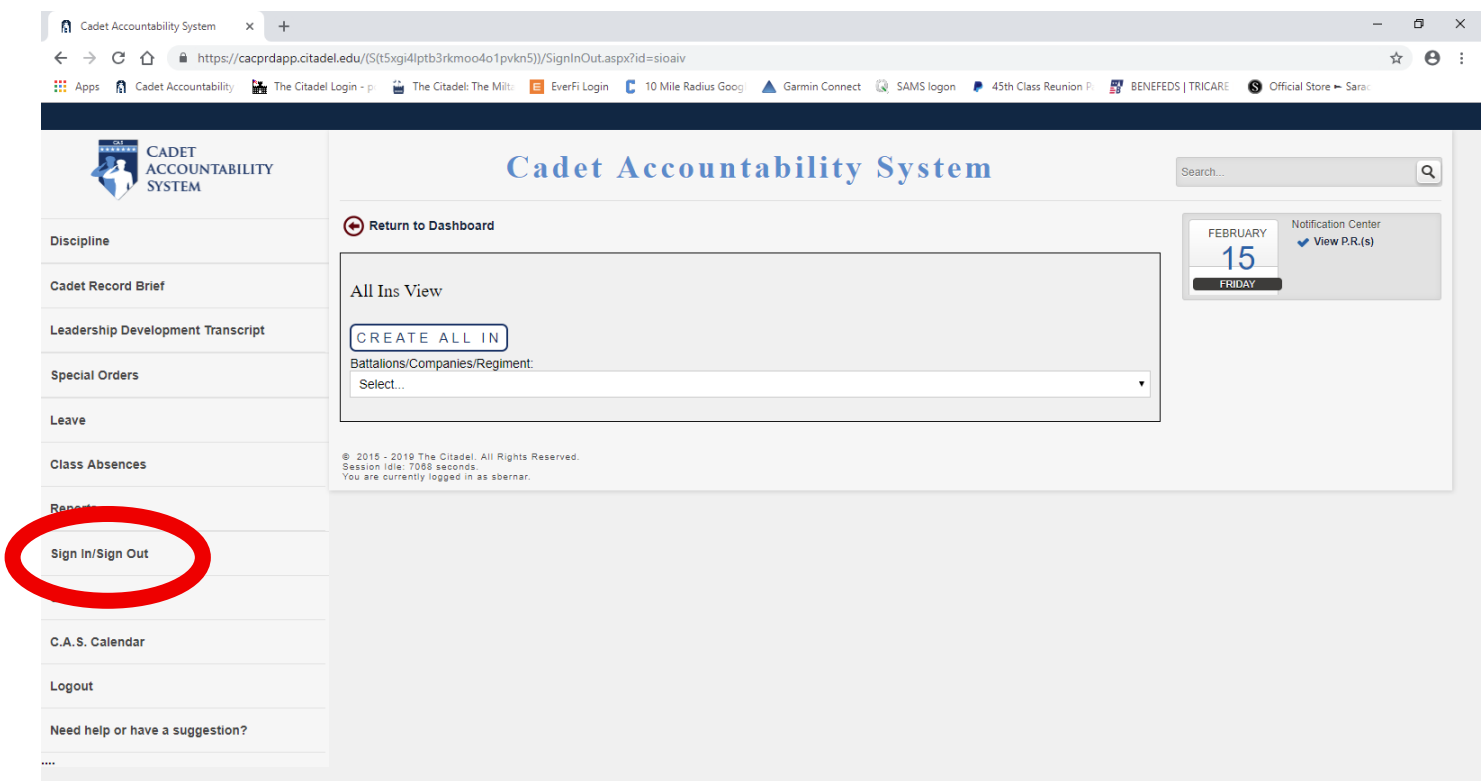 Cadet Accountability System
https://cacprdapp.citadel.edu/(S(t5xgi4lptb3rkmoo4o1pvkn5))/SignInOut.aspx?id=sioaiv
Apps Cadet Accountability The Citadel Login - p The Citadel: The Milit EverFi Login 10 Mile Radius Goog Garmin Connect SAMS logon 45th Class Reunion P BENEFEDS | TRICARE Official Store ► Sarac
CADET
ACCOUNTABILITY
SYSTEM
Cadet Accountability System
Search...
Discipline
Cadet Record Brief
Leadership Development Transcript
Special Orders
Leave
Class Absences
Reports
Sign In/Sign Out
C.A.S. Calendar
Logout
Need help or have a suggestion?
....
Return to Dashboard
All Ins View
CREATE ALL IN
Battalions/Companies/Regiment:
Select...
© 2015 - 2019 The Citadel. All Rights Reserved.
Session Idle: 7068 seconds.
You are currently logged in as sbernar.
FEBRUARY
15
FRIDAY
Notification Center
View P.R.(s)